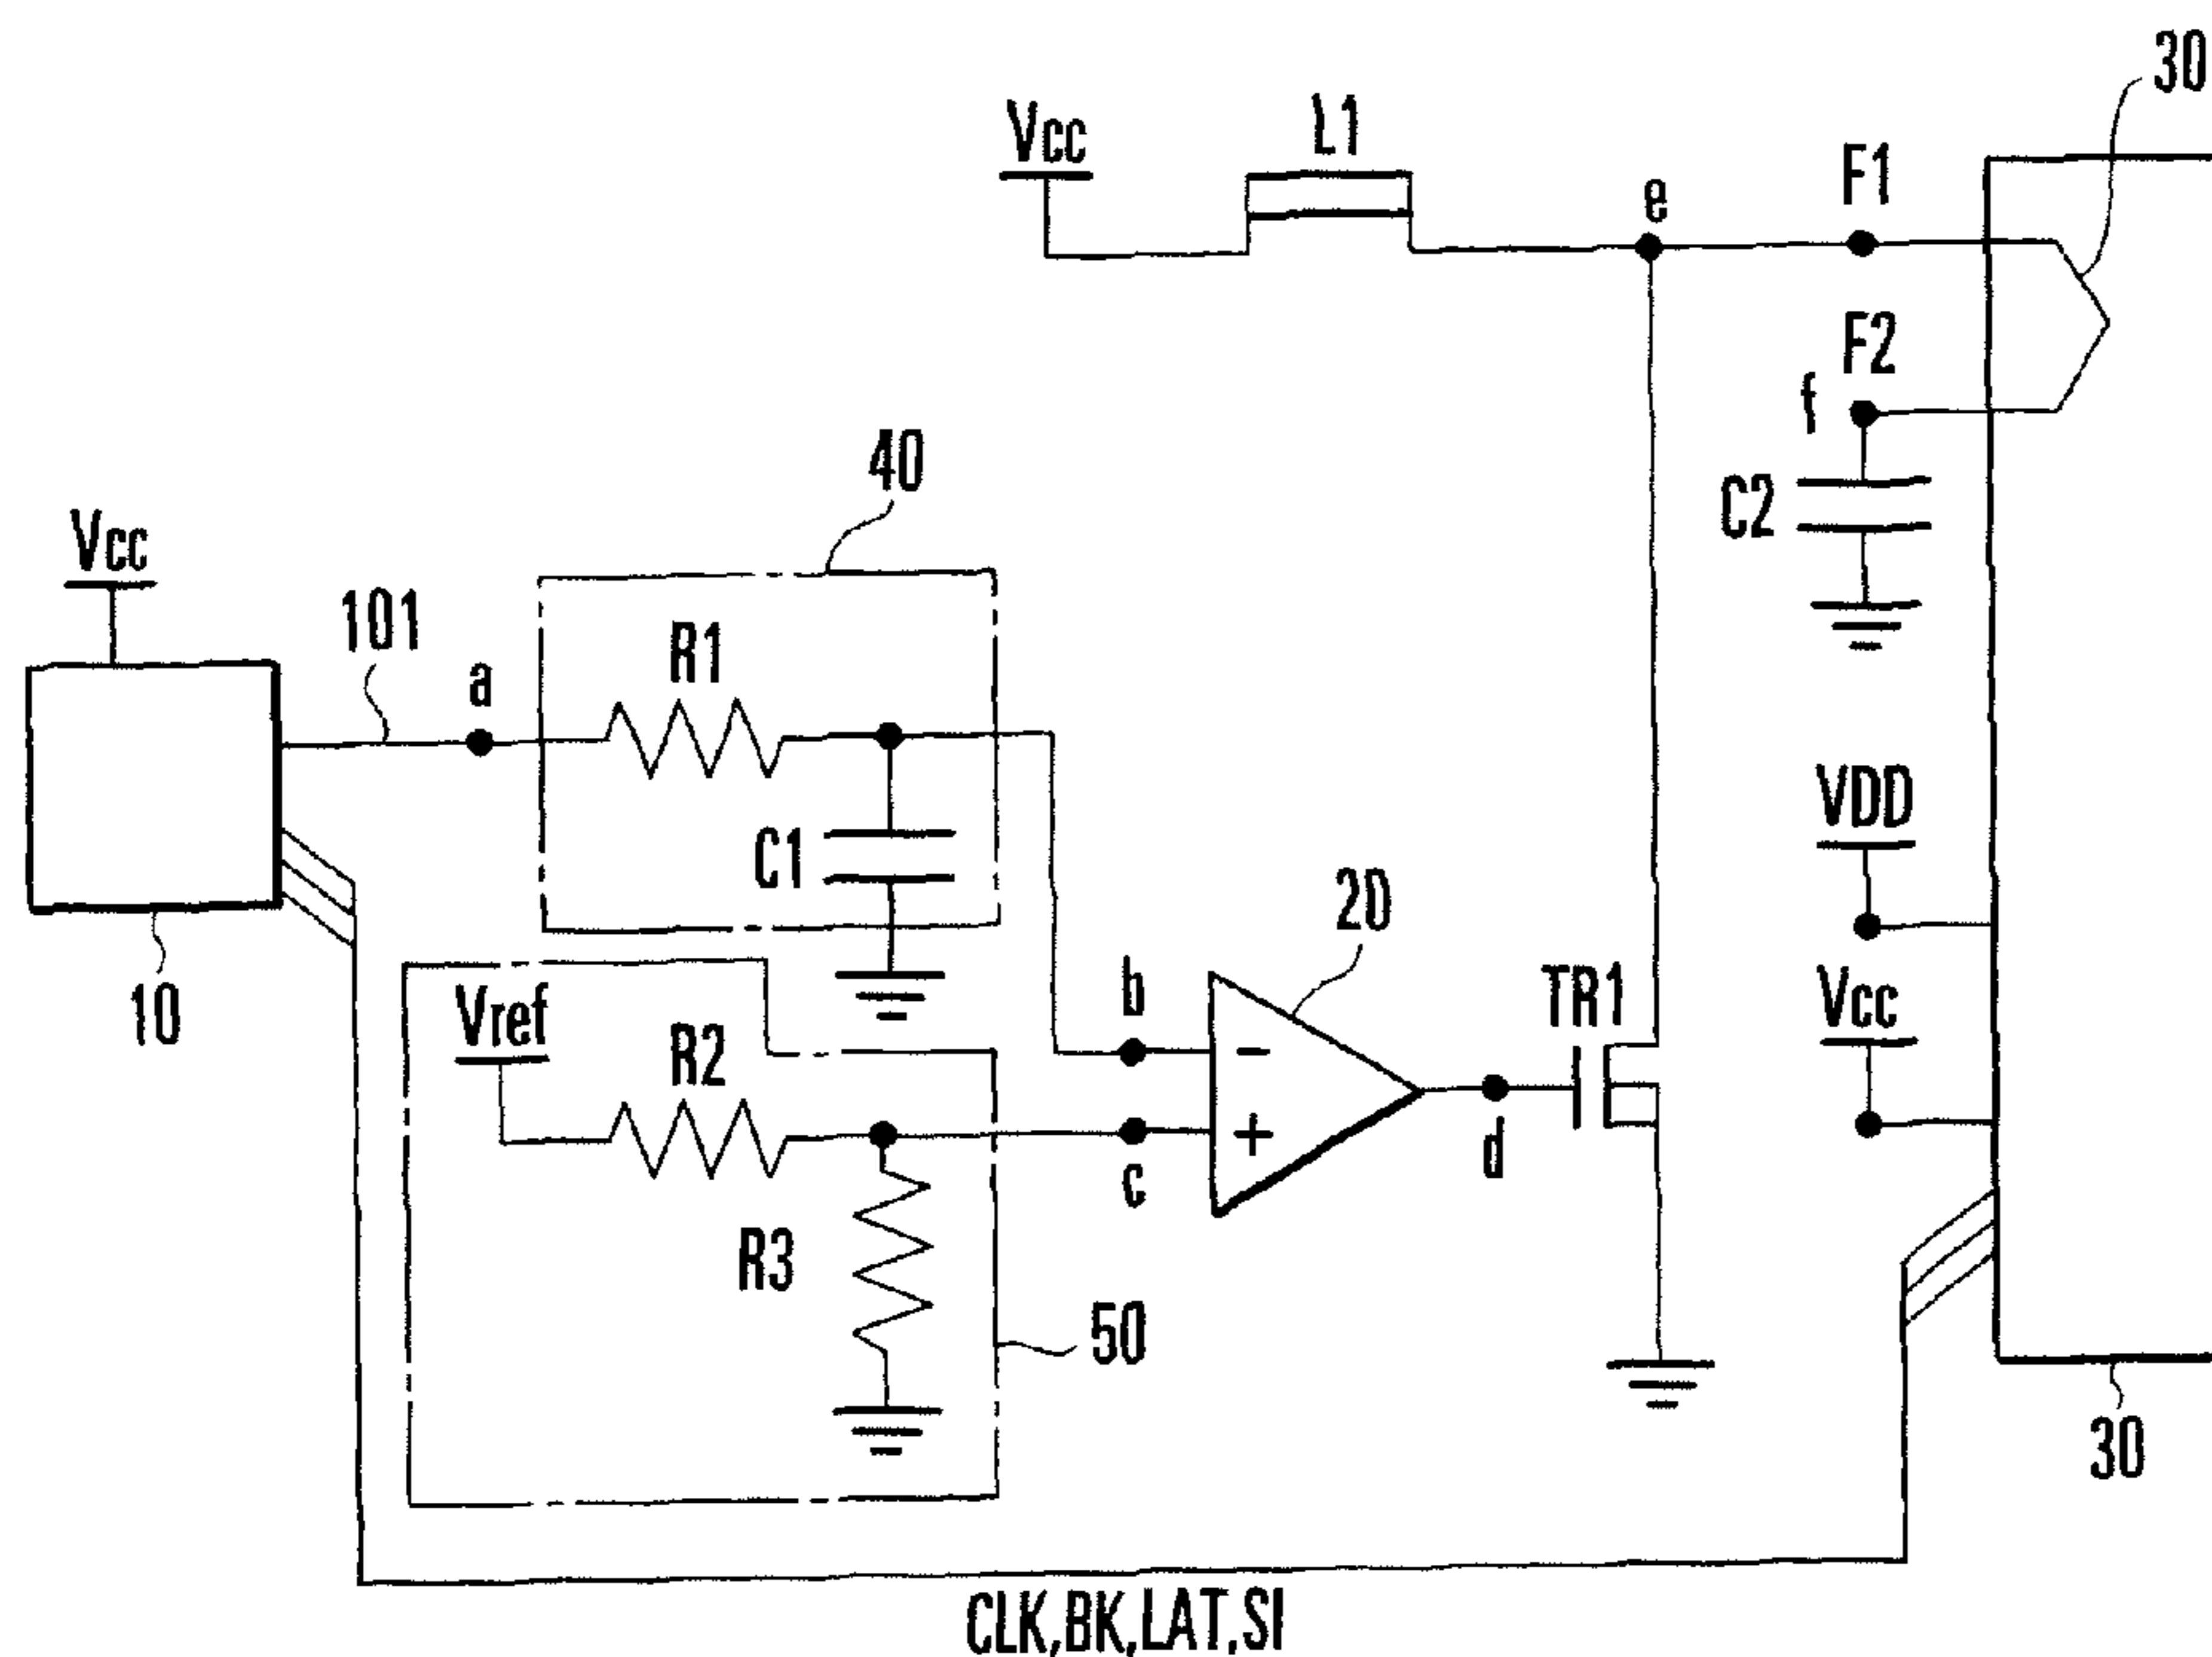 30
Vcc
L1
e
F1
F2
f
C2
40
Vcc
101
a
R1
C1
10
Vref
R2
b
20
TR1
VDD
Vcc
c
d
R3
50
30
CLK,BK,LAT,SI